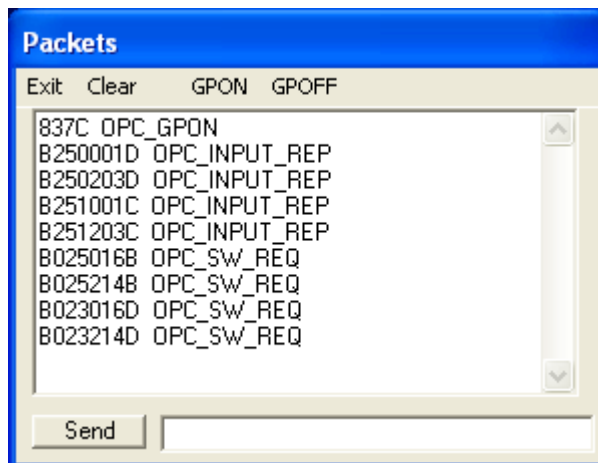 Packets
Exit Clear GPON GPOFF
837C OPC_GPON
B250001D OPC_INPUT_REP
B250203D OPC_INPUT_REP
B251001C OPC_INPUT_REP
B251203C OPC_INPUT_REP
B025016B OPC_SW_REQ
B025214B OPC_SW_REQ
B023016D OPC_SW_REQ
B023214D OPC_SW_REQ
Send